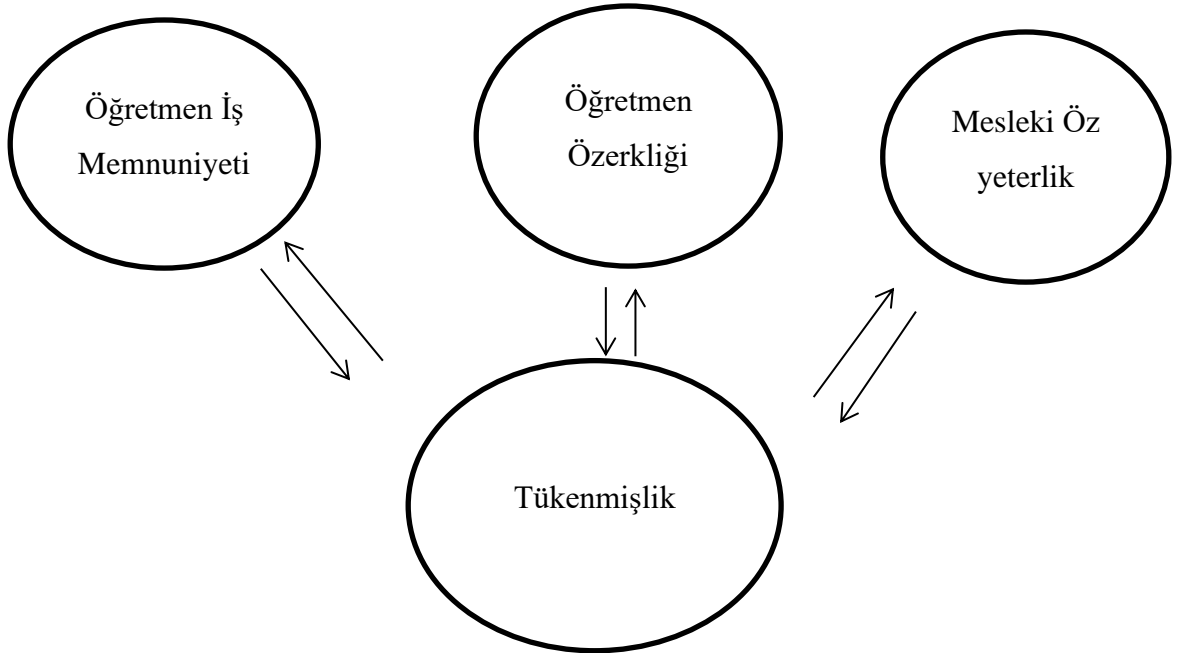 Öğretmen İş
Memnuniyeti
Öğretmen
Özerkliği
Mesleki Öz
yeterlik
Tükenmişlik